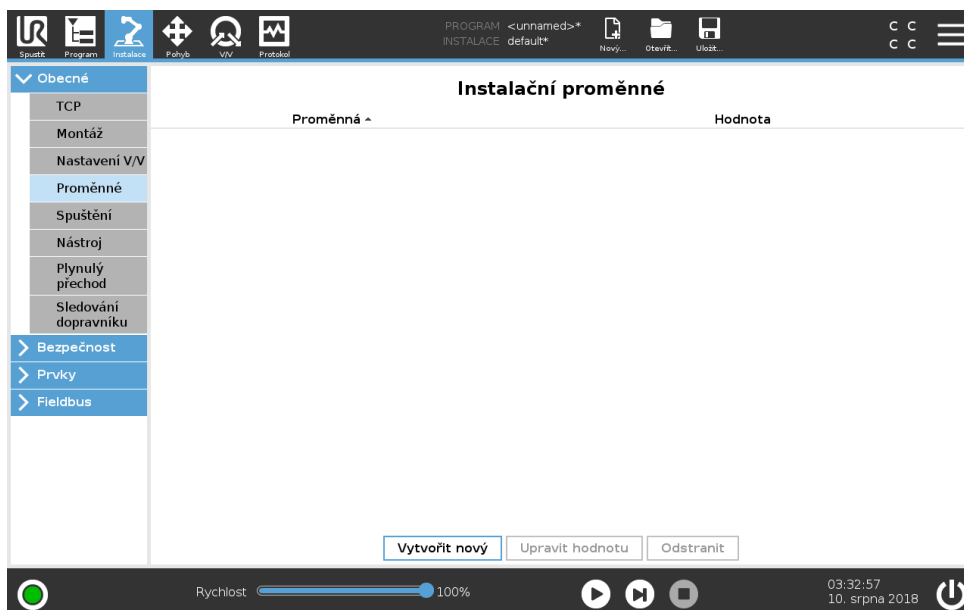 PROGRAM <unnamed>*
INSTALACE default*
Spustit
Program
Instalace
Pohyb
V/V
Protokol
Nový...
Otevřít...
Uložit...
C C
C C
Obecné
TCP
Montáž
Nastavení V/V
Proměnné
Spuštění
Nástroj
Plynulý
přechod
Sledování
dopravníku
Bezpečnost
Prvky
Fieldbus
Instalační proměnné
Proměnná
Hodnota
Vytvořit nový
Upravit hodnotu
Odstranit
Rychlost
100%
03:32:57
10. srpna 2018